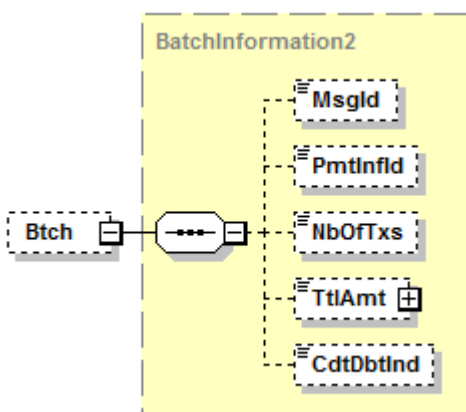 BatchInformation2
MsgId
PmtInfId
Btch
NbOfTxs
TtlAmt
CdtDbtInd